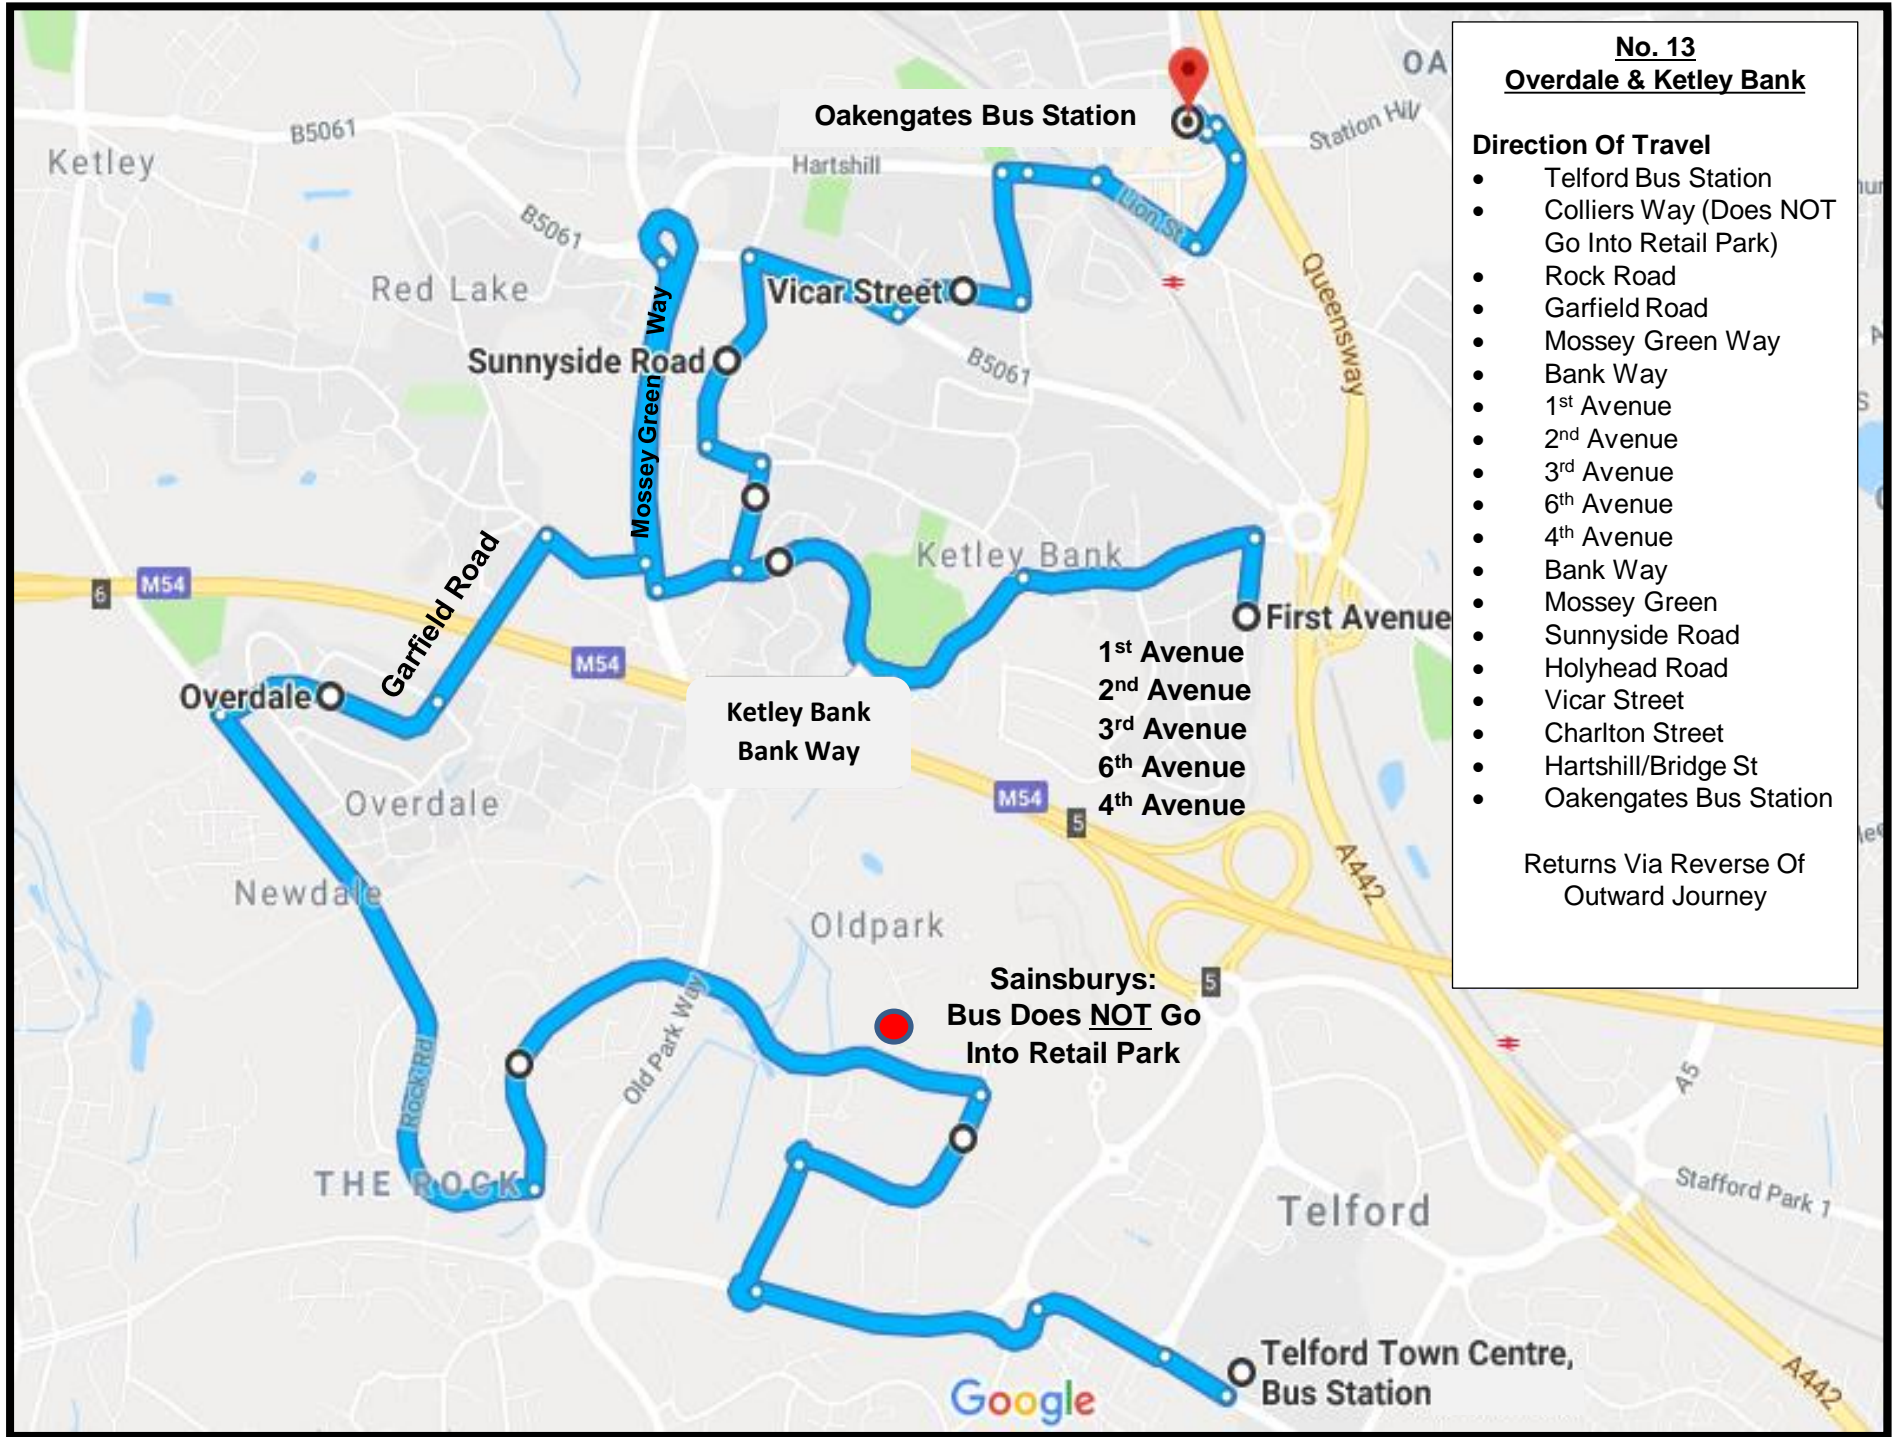 No. 13
Overdale & Ketley Bank
Direction Of Travel
• Telford Bus Station
• Colliers Way (Does NOT
Go Into Retail Park)
• Rock Road
• Garfield Road
• Mossey Green Way
• Bank Way
• 1st Avenue
• 2nd Avenue
• 3rd Avenue
• 6th Avenue
• 4th Avenue
• Bank Way
• Mossey Green
• Sunnyside Road
• Holyhead Road
• Vicar Street
• Charlton Street
• Hartshill/Bridge St
• Oakengates Bus Station
Returns Via Reverse Of
Outward Journey
OA
Oakengates Bus Station
Station Hill
B5061
Ketley
Hartshill
Lion St
B5061
Queensway
Red Lake
Vicar Street
Mossey Green Way
Sunnyside Road
B5061
Ketley Bank
Garfield Road
M54
6
First Avenue
M54
1st Avenue
2nd Avenue
3rd Avenue
6th Avenue
4th Avenue
Overdale
Ketley Bank
Bank Way
Overdale
M54
5
A442
Newdale
Oldpark
Sainsburys:
Bus Does NOT Go
Into Retail Park
5
Old Park Way
Rock Rd
A5
THE ROCK
Stafford Park 1
Telford
Telford Town Centre,
Bus Station
A442
Google